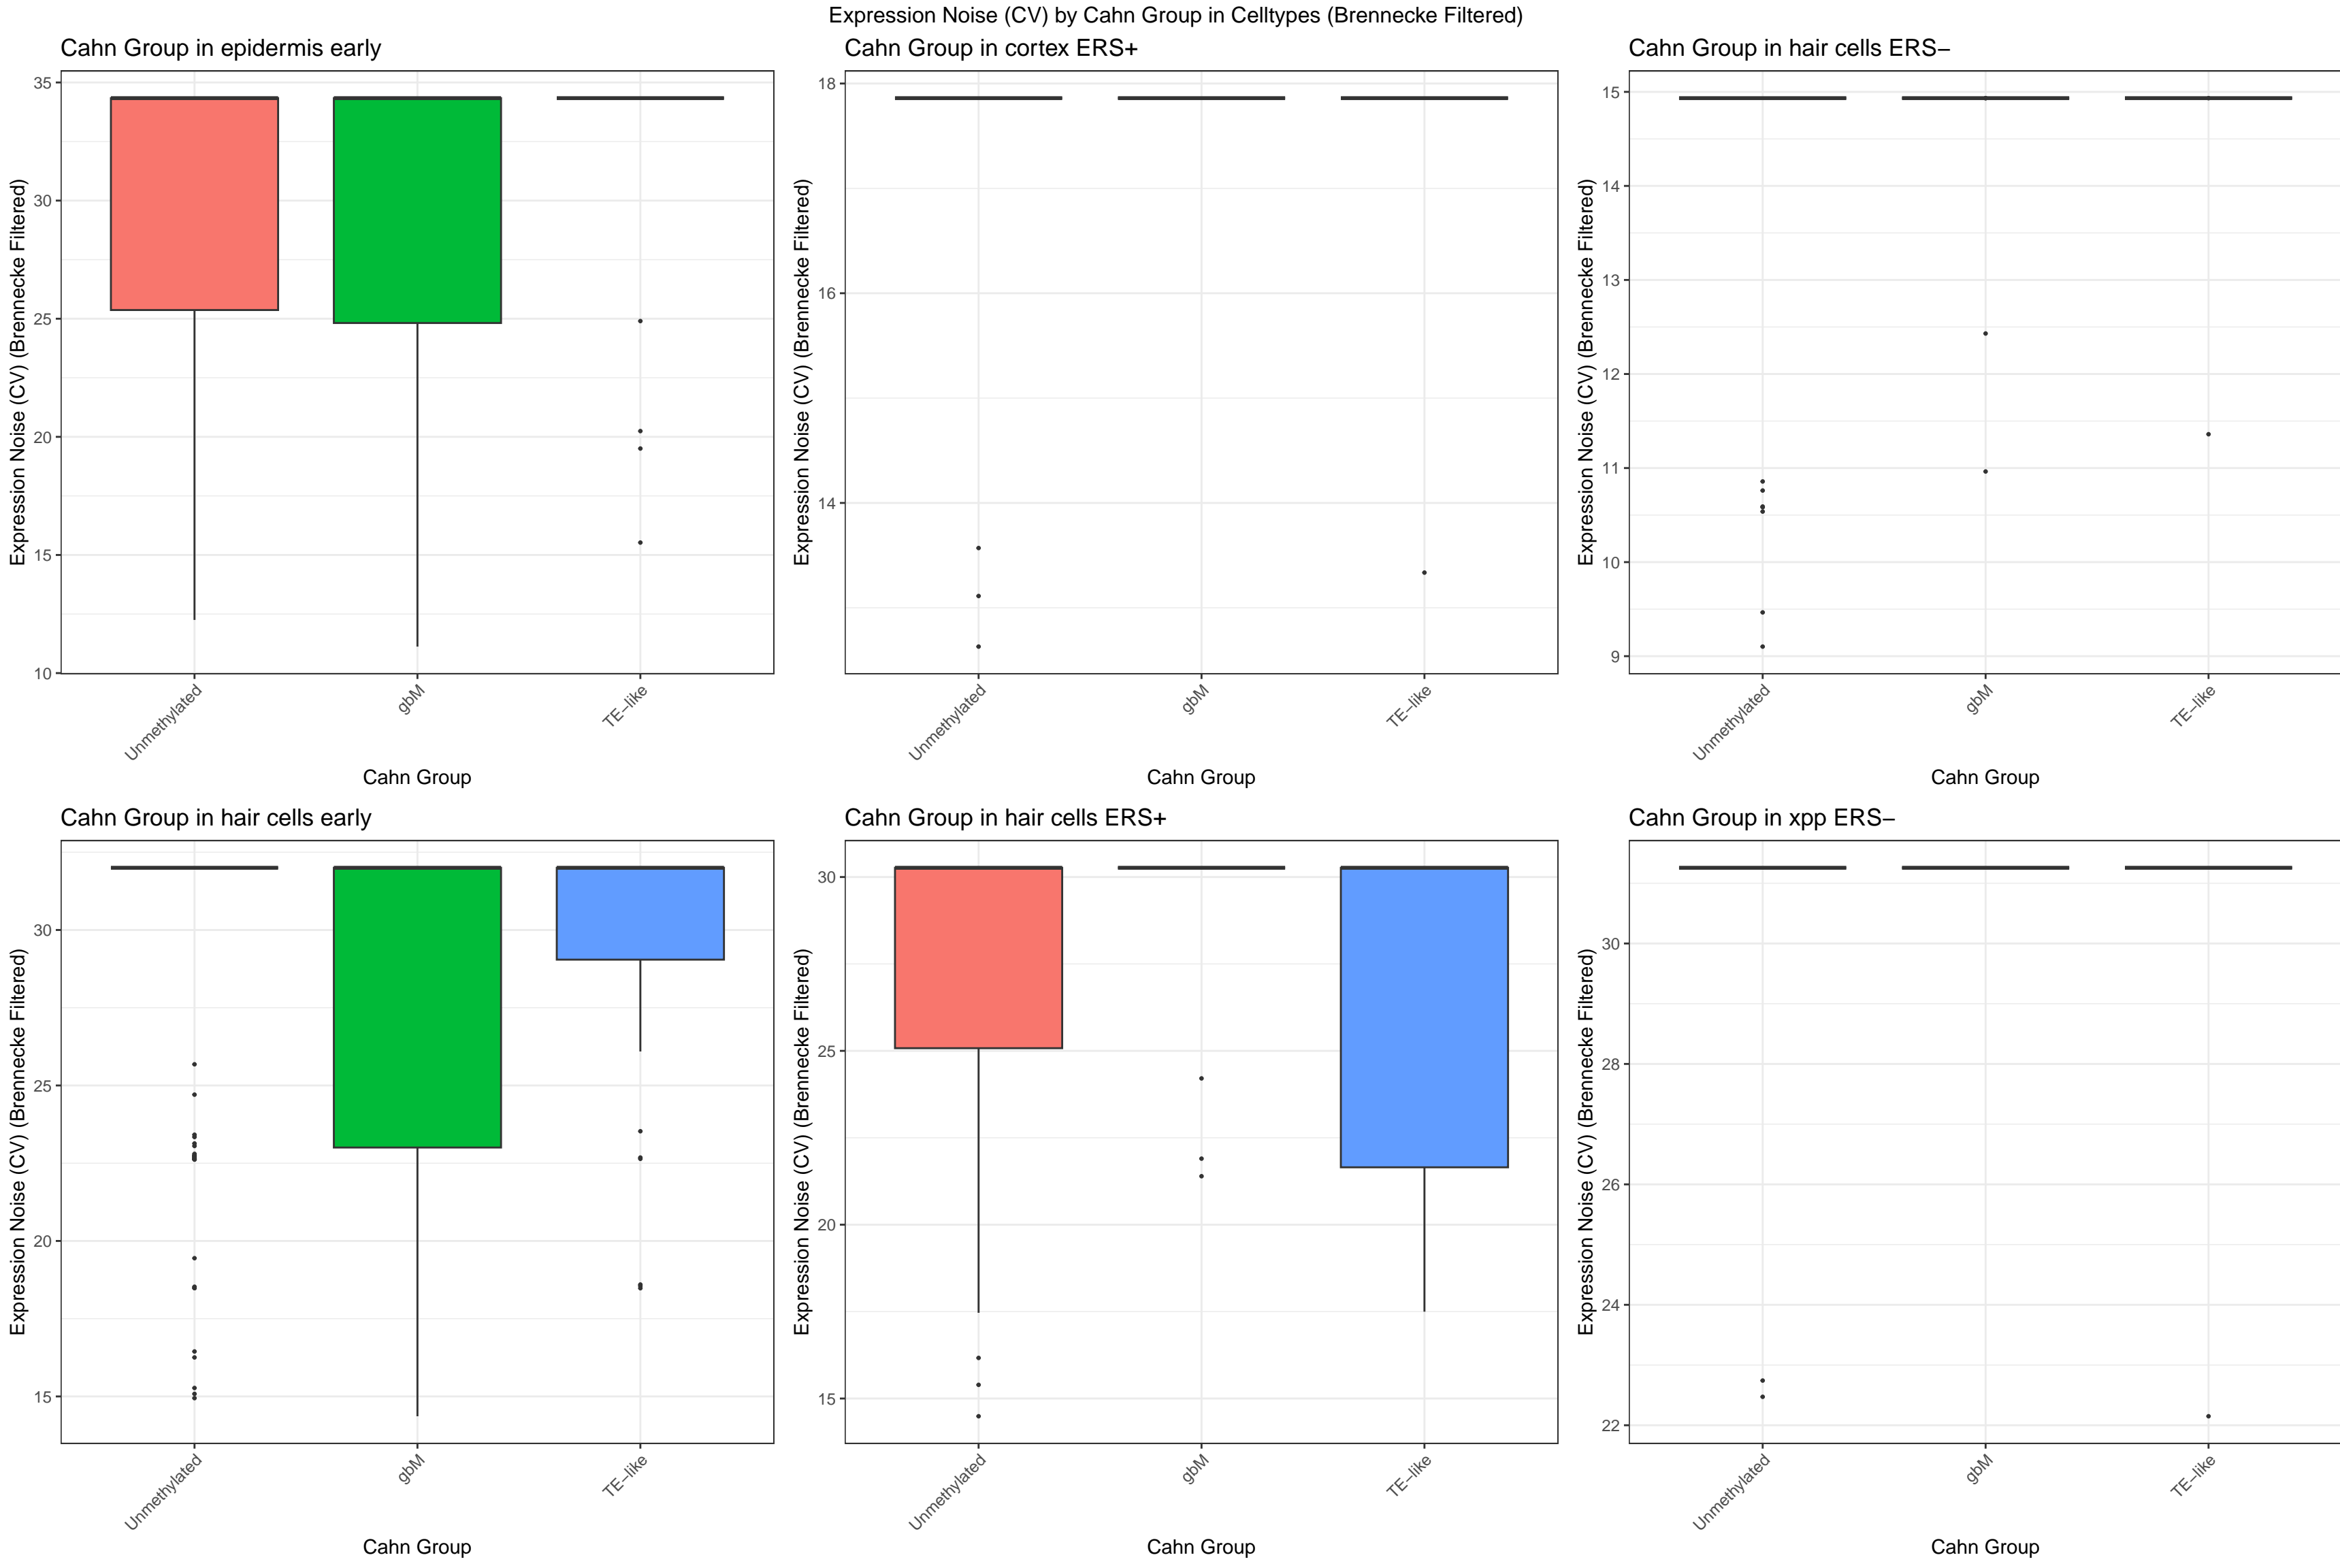 Expression Noise (CV) by Cahn Group in Celltypes (Brennecke Filtered)
Cahn Group in epidermis early
Expression Noise (CV) (Brennecke Filtered)
35
30
25
20
15
10
Unmethylated
gbM
TE−like
Cahn Group
Cahn Group in cortex ERS+
Expression Noise (CV) (Brennecke Filtered)
18
16
14
Unmethylated
gbM
TE−like
Cahn Group
Cahn Group in hair cells ERS−
Expression Noise (CV) (Brennecke Filtered)
15
14
13
12
11
10
9
Unmethylated
gbM
TE−like
Cahn Group
Cahn Group in hair cells early
Expression Noise (CV) (Brennecke Filtered)
30
25
20
15
Unmethylated
gbM
TE−like
Cahn Group
Cahn Group in hair cells ERS+
Expression Noise (CV) (Brennecke Filtered)
30
25
20
15
Unmethylated
gbM
TE−like
Cahn Group
Cahn Group in xpp ERS−
Expression Noise (CV) (Brennecke Filtered)
30
28
26
24
22
Unmethylated
gbM
TE−like
Cahn Group